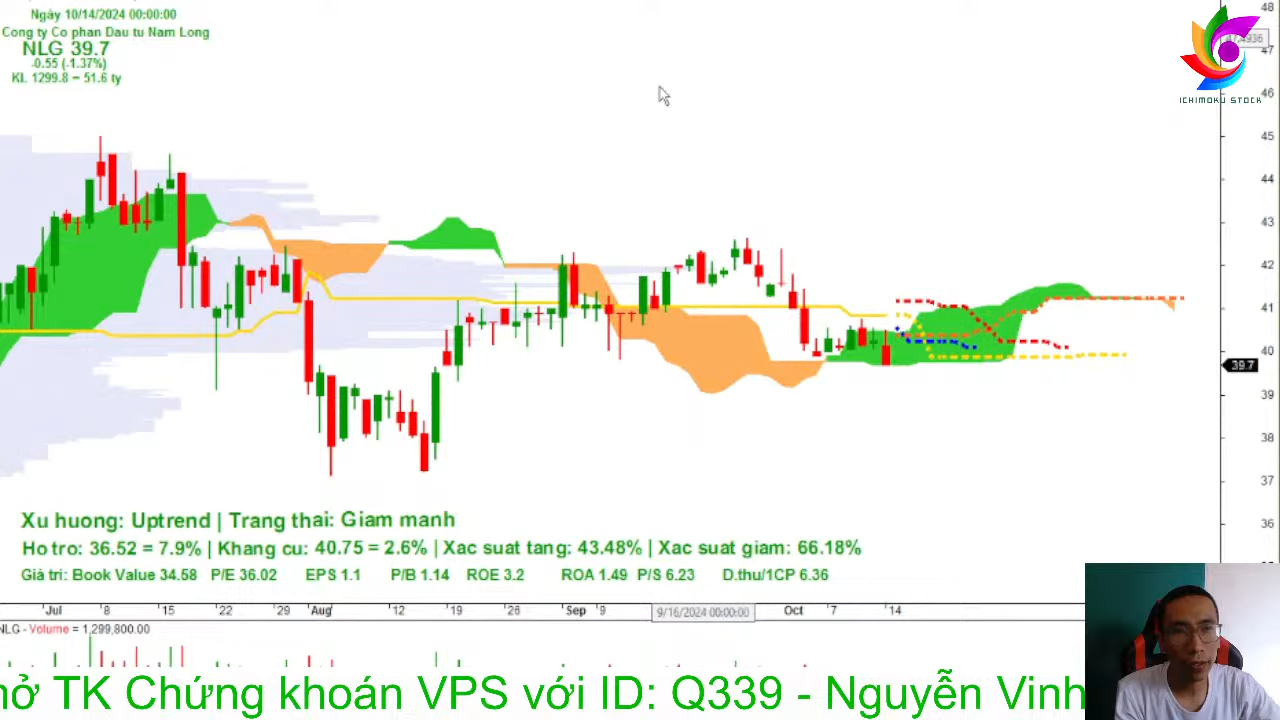 Ngày 10/14/2024 00:00:00
Cong ty Co phan Dau tu Nam Long
NLG 39.7
-0.55 (-1.37%)
KL 1299.8 ~ 51.6 ty
ICHIMOKU STOCK
48
47
46
45
44
43
42
41
40
39.7
39
38
37
36
Xu huong: Uptrend | Trang thai: Giam manh
Ho tro: 36.52 = 7.9% | Khang cu: 40.75 = 2.6% | Xac suat tang: 43.48% | Xac suat giam: 66.18%
Giá trị: Book Value 34.58 P/E 36.02 EPS 1.1 P/B 1.14 ROE 3.2 ROA 1.49 P/S 6.23 D.thu/1CP 6.36
Jul 8 15 22 29 Aug 12 19 26 Sep 9 9/16/2024 00:00:00 Oct 7 14
NLG - Volume = 1,299,800.00
TK Chứng khoán VPS với ID: Q339 - Nguyễn Vinh